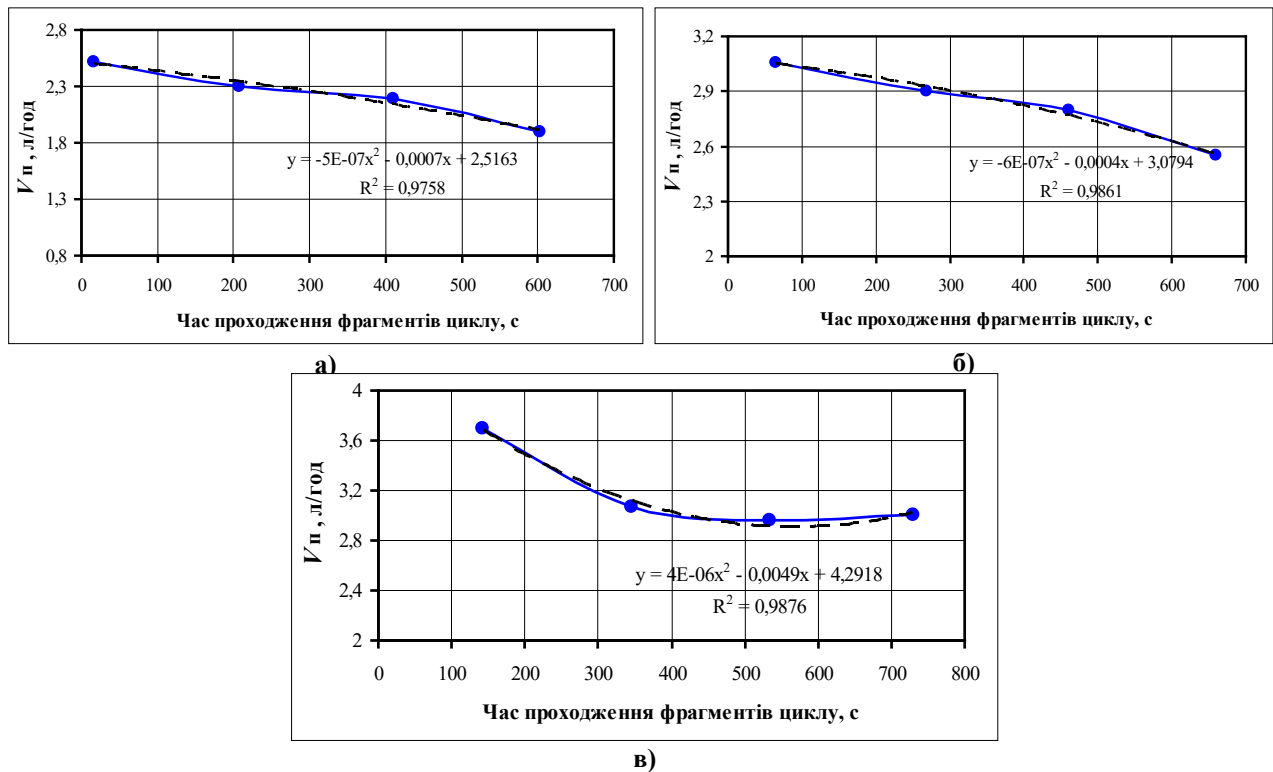 2,8
2,3
1,8
1,3
0,8
V п , л/год
y = -5E-07x² - 0,0007x + 2,5163
R² = 0,9758
0 100 200 300 400 500 600 700
Час проходження фрагментів циклу, с
а)
3,2
2,9
2,6
2,3
2
V п , л/год
y = -6E-07x² - 0,0004x + 3,0794
R² = 0,9861
0 100 200 300 400 500 600 700
Час проходження фрагментів циклу, с
б)
4
3,6
3,2
2,8
2,4
2
V п , л/год
y = 4E-06x² - 0,0049x + 4,2918
R² = 0,9876
0 100 200 300 400 500 600 700 800
Час проходження фрагментів циклу, с
в)